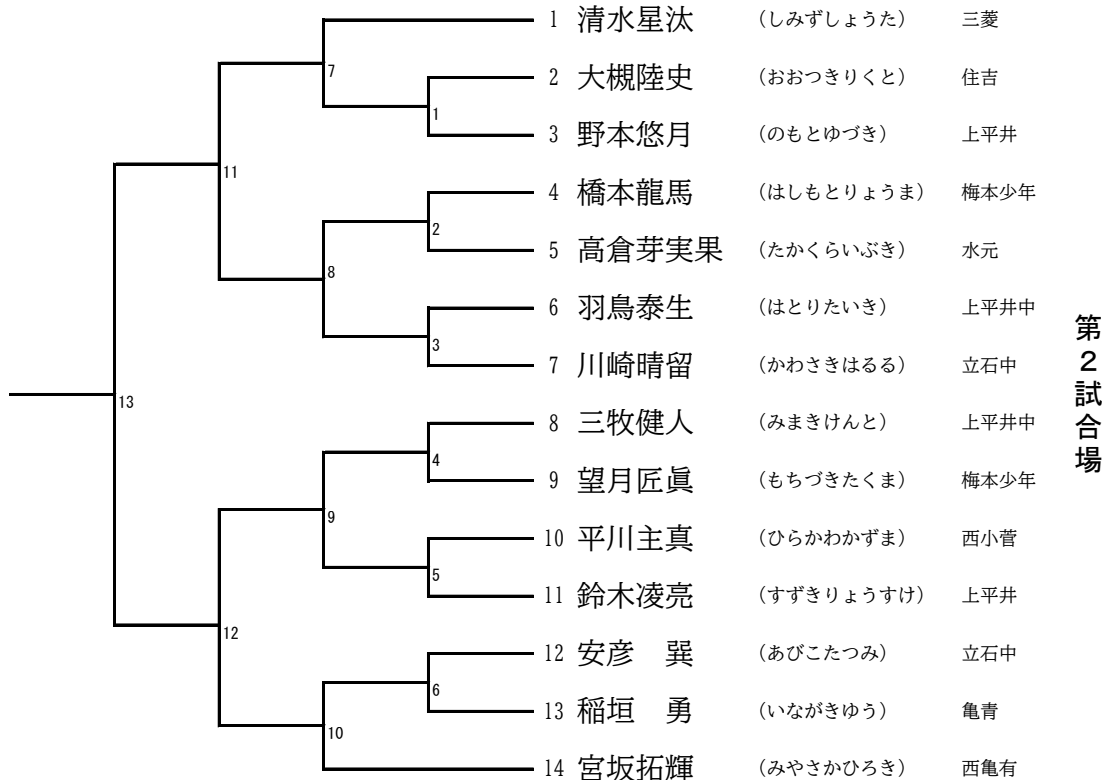 1 清水星汰 （しみずしょうた） 三菱
7
2 大槻陸史 （おおつきりくと） 住吉
1
3 野本悠月 （のもとゆづき） 上平井
11
4 橋本龍馬 （はしもとりょうま） 梅本少年
2
5 高倉芽実果 （たかくらいぶき） 水元
8
6 羽鳥泰生 （はとりたいき） 上平井中
3
7 川崎晴留 （かわさきはるる） 立石中
第２試合場
13
8 三牧健人 （みまきけんと） 上平井中
4
9 望月匠眞 （もちづきたくま） 梅本少年
9
10 平川主真 （ひらかわかずま） 西小菅
5
11 鈴木凌亮 （すずきりょうすけ） 上平井
12
12 安彦　巽 （あびこたつみ） 立石中
6
13 稲垣　勇 （いながきゆう） 亀青
10
14 宮坂拓輝 （みやさかひろき） 西亀有